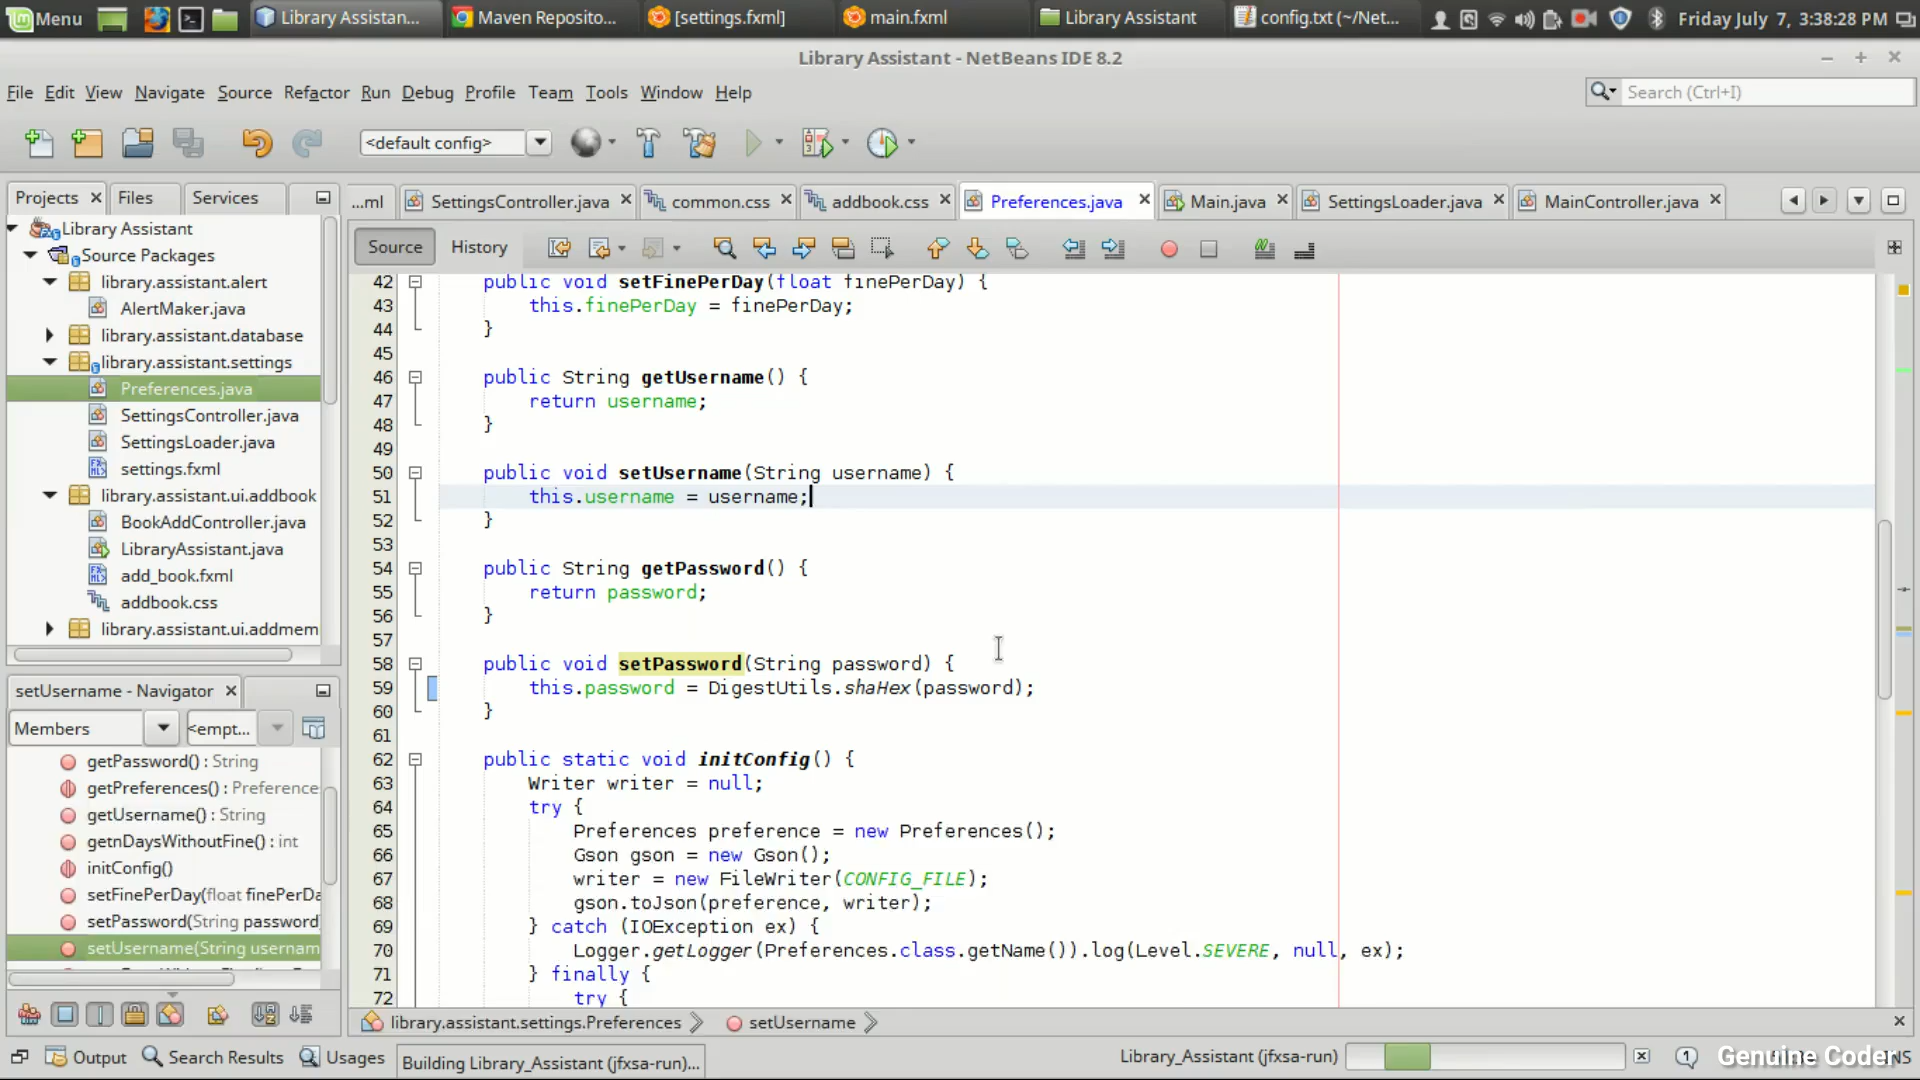 Menu
Library Assistan...
Maven Reposito...
[settings.fxml]
main.fxml
Library Assistant
config.txt (~/Net...
Friday July 7, 3:38:28 PM
Library Assistant - NetBeans IDE 8.2
File Edit View Navigate Source Refactor Run Debug Profile Team Tools Window Help
Search (Ctrl+I)
<default config>
Projects
Files
Services
...ml
SettingsController.java
common.css
addbook.css
Preferences.java
Main.java
SettingsLoader.java
MainController.java
Source
History
Library Assistant
Source Packages
library.assistant.alert
AlertMaker.java
library.assistant.database
library.assistant.settings
Preferences.java
SettingsController.java
SettingsLoader.java
settings.fxml
library.assistant.ui.addbook
BookAddController.java
LibraryAssistant.java
add_book.fxml
addbook.css
library.assistant.ui.addmem
setUsername - Navigator
Members
<empt...
getPassword() : String
getPreferences() : Preference
getUsername() : String
getnDaysWithoutFine() : int
initConfig()
setFinePerDay(float finePerDa
setPassword(String password
setUsername(String usernam
42 public void setFinePerDay(float finePerDay) {
43 this.finePerDay = finePerDay;
44 }
45
46 public String getUsername() {
47 return username;
48 }
49
50 public void setUsername(String username) {
51 this.username = username;
52 }
53
54 public String getPassword() {
55 return password;
56 }
57
58 public void setPassword(String password) {
59 this.password = DigestUtils.shaHex(password);
60 }
61
62 public static void initConfig() {
63 Writer writer = null;
64 try {
65 Preferences preference = new Preferences();
66 Gson gson = new Gson();
67 writer = new FileWriter(CONFIG_FILE);
68 gson.toJson(preference, writer);
69 } catch (IOException ex) {
70 Logger.getLogger(Preferences.class.getName()).log(Level.SEVERE, null, ex);
71 } finally {
72 try {
library.assistant.settings.Preferences
setUsername
Output
Search Results
Usages
Building Library_Assistant (jfxsa-run)...
Library_Assistant (jfxsa-run)
1
Genuine Coder